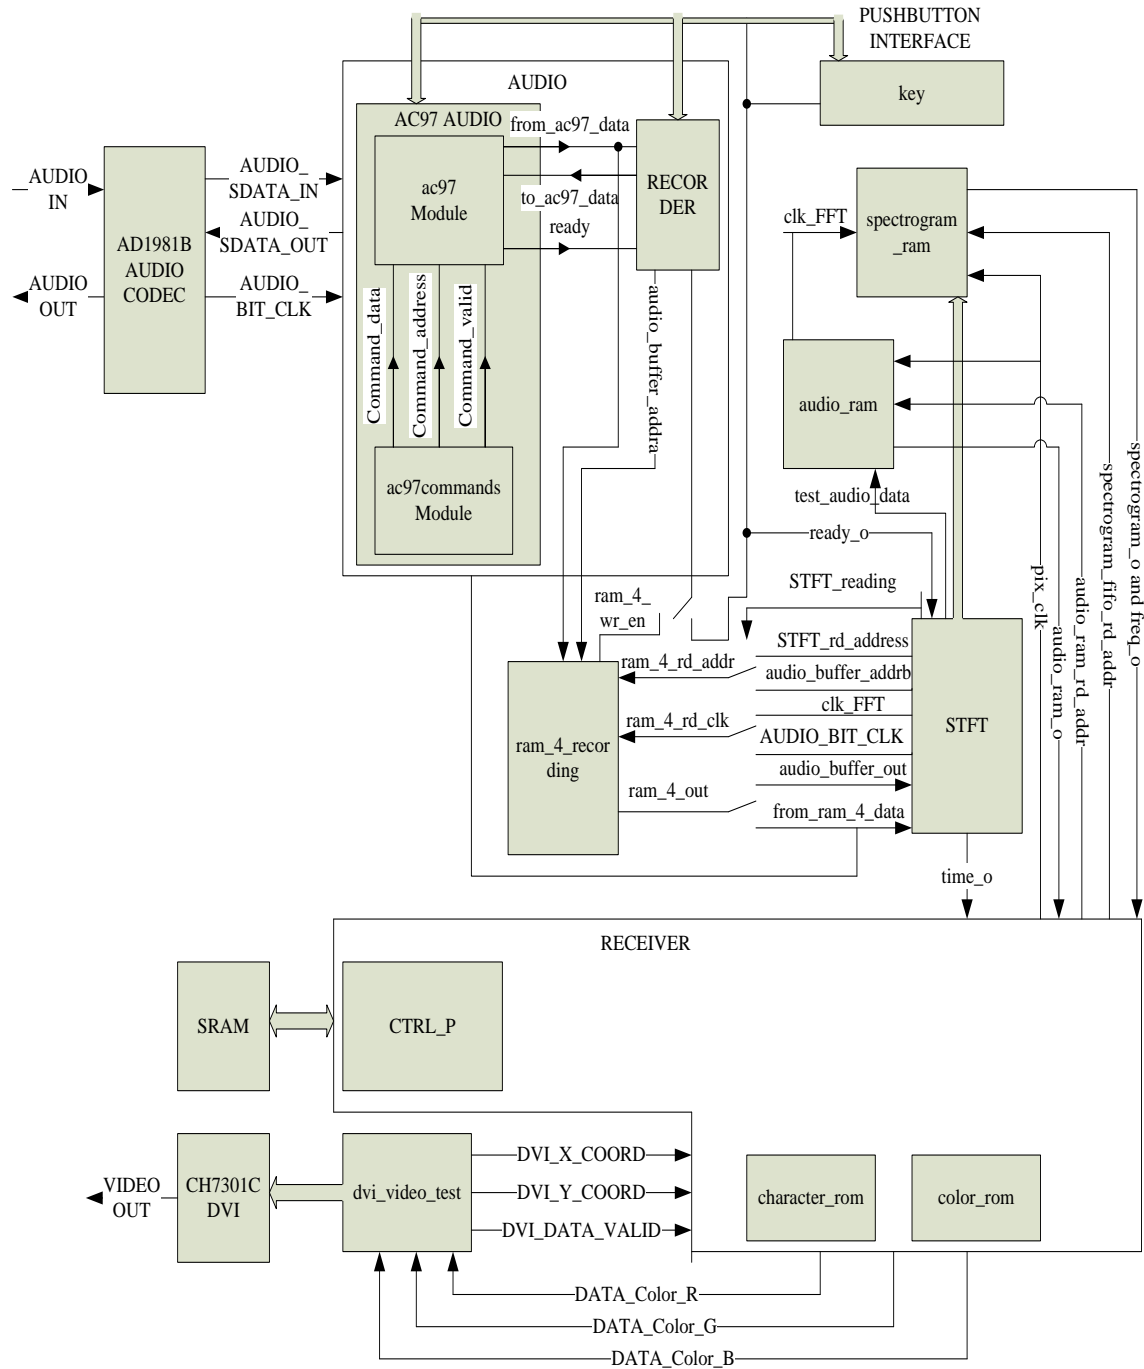 PUSHBUTTON
INTERFACE
key
AUDIO
AC97 AUDIO
from_ac97_data
ac97
Module
RECOR
DER
to_ac97_data
ready
AUDIO
IN
AUDIO_
SDATA_IN
AUDIO_
SDATA_OUT
AD1981B
AUDIO
CODEC
AUDIO
OUT
AUDIO_
BIT_CLK
Command_data
Command_address
Command_valid
audio_buffer_addra
ac97commands
Module
clk_FFT
spectrogram
_ram
audio_ram
test_audio_data
ready_o
STFT_reading
ram_4_
wr_en
STFT_rd_address
ram_4_rd_addr
audio_buffer_addrb
clk_FFT
ram_4_rd_clk
AUDIO_BIT_CLK
ram_4_reco
rding
audio_buffer_out
ram_4_out
from_ram_4_data
STFT
time_o
pix_clk
audio_ram_o
audio_ram_rd_addr
spectrogram_fifo_rd_addr
spectrogram_o and freq_o
RECEIVER
SRAM
CTRL_P
VIDEO
OUT
CH7301C
DVI
dvi_video_test
DVI_X_COORD
DVI_Y_COORD
DVI_DATA_VALID
character_rom
color_rom
DATA_Color_R
DATA_Color_G
DATA_Color_B